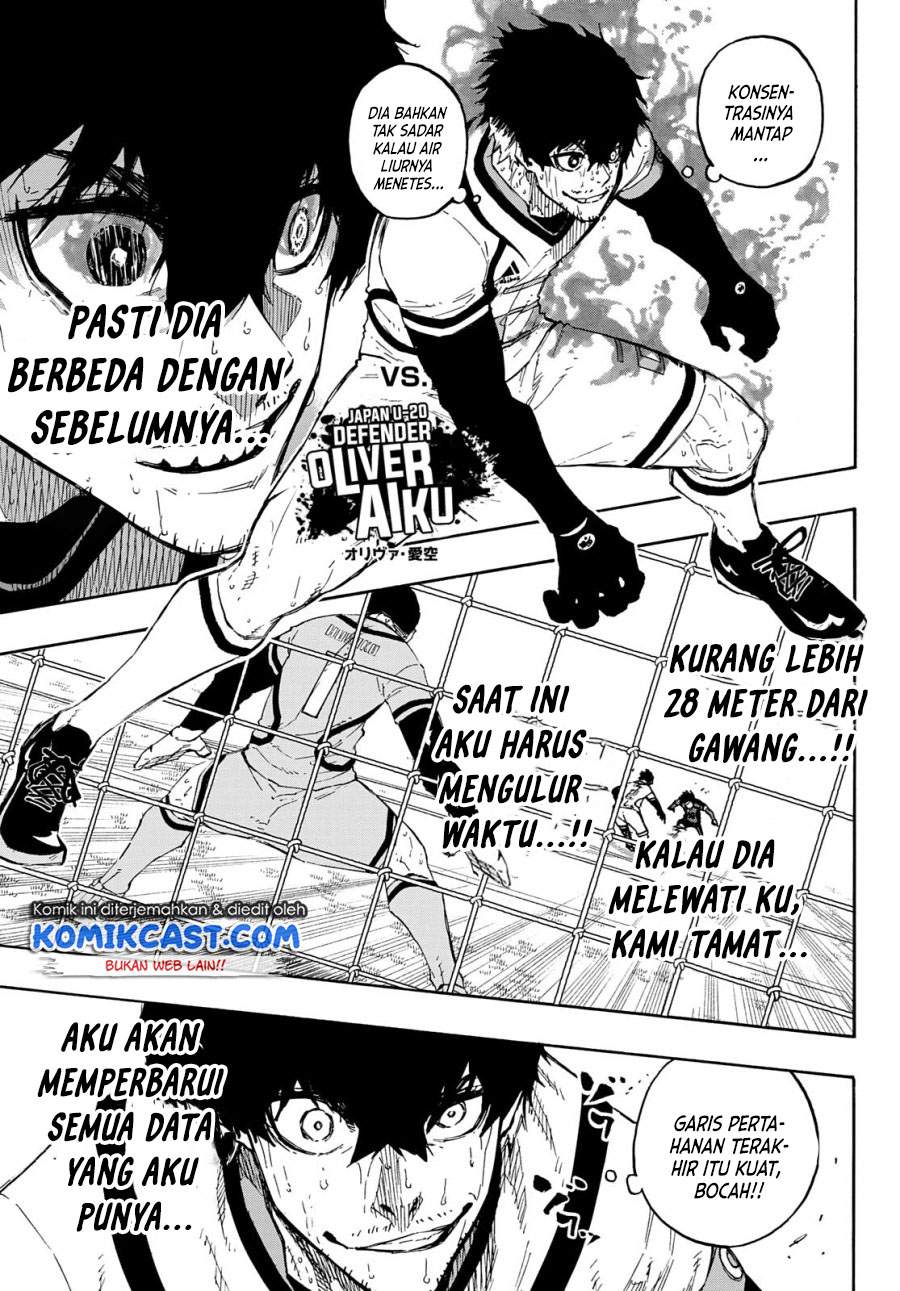 KONSEN-
TRASINYA
MANTAP
...
DIA BAHKAN
TAK SADAR
KALAU AIR
LIURNYA
MENETES...
PASTI DIA
BERBEDA DENGAN
SEBELUMNYA...
VS.
JAPAN U-20
DEFENDER
OLIVER
AIKU.
オリヴァ・愛空
KURANG LEBIH
28 METER DARI
GAWANG...!!
SAAT INI
AKU HARUS
MENGULUR
WAKTU...!!
KALAU DIA
MELEWATI KU,
KAMI TAMAT...
1
Komik ini diterjemahkan & diedit oleh
KOMIKCAST.COM
BUKAN WEB LAIN!!
GARIS PERTA-
HANAN TERAK-
HIR ITU KUAT,
BOCAH!!
AKU AKAN
MEMPERBARUI
SEMUA DATA
YANG AKU
PUNYA...